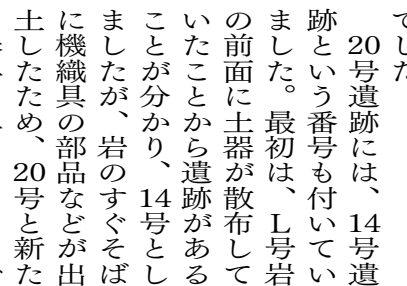 でした
　20号遺跡には、14号遺
跡という番号も付いてい
ました。最初は、L号岩
の前面に土器が散布して
いたことから遺跡がある
ことが分かり、14号とし
ましたが、岩のすぐそば
に機織具の部品などが出
土したため、20号と新た